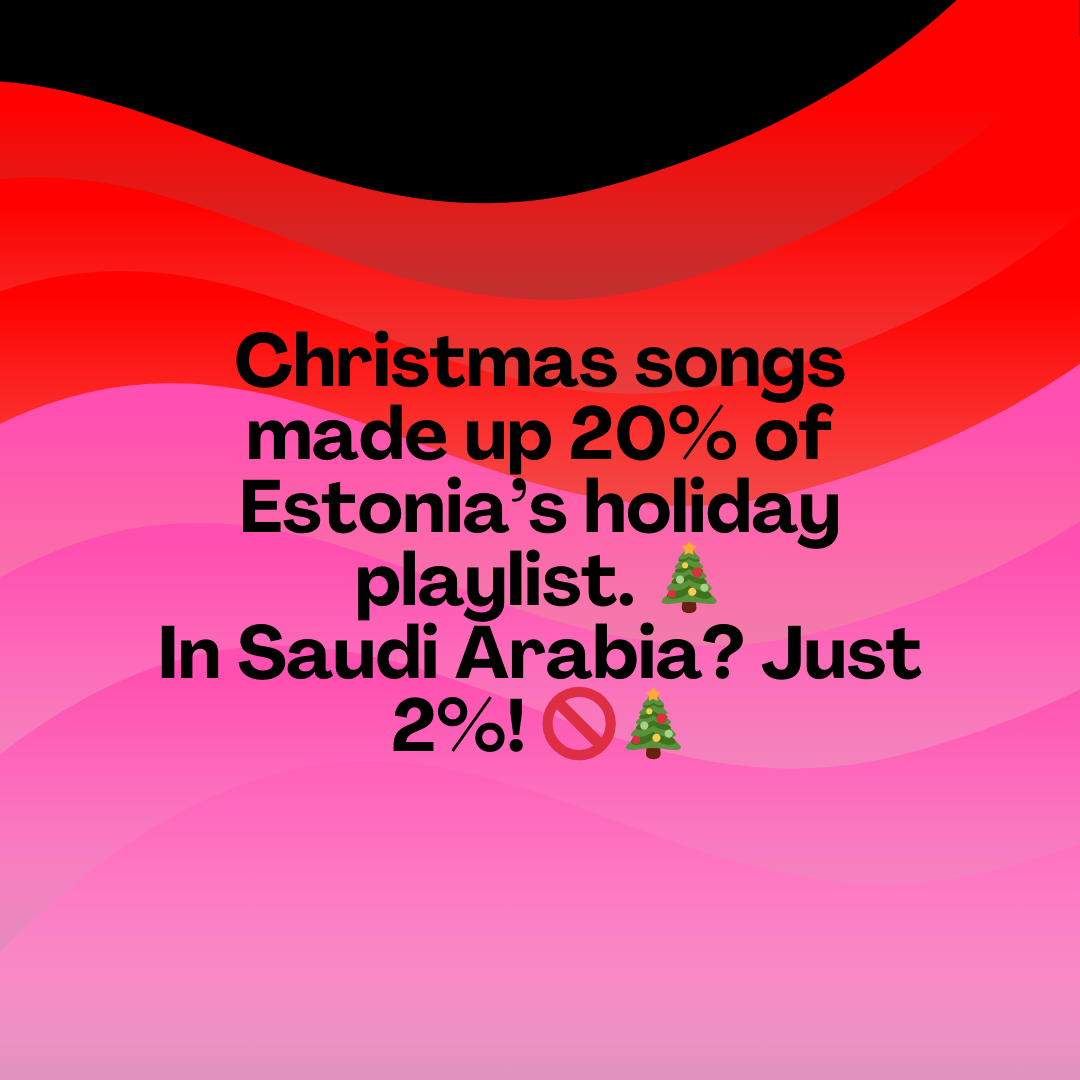 Christmas songs
made up 20% of
Estonia’s holiday
playlist. 🎄
In Saudi Arabia? Just
2%! 🚫🎄